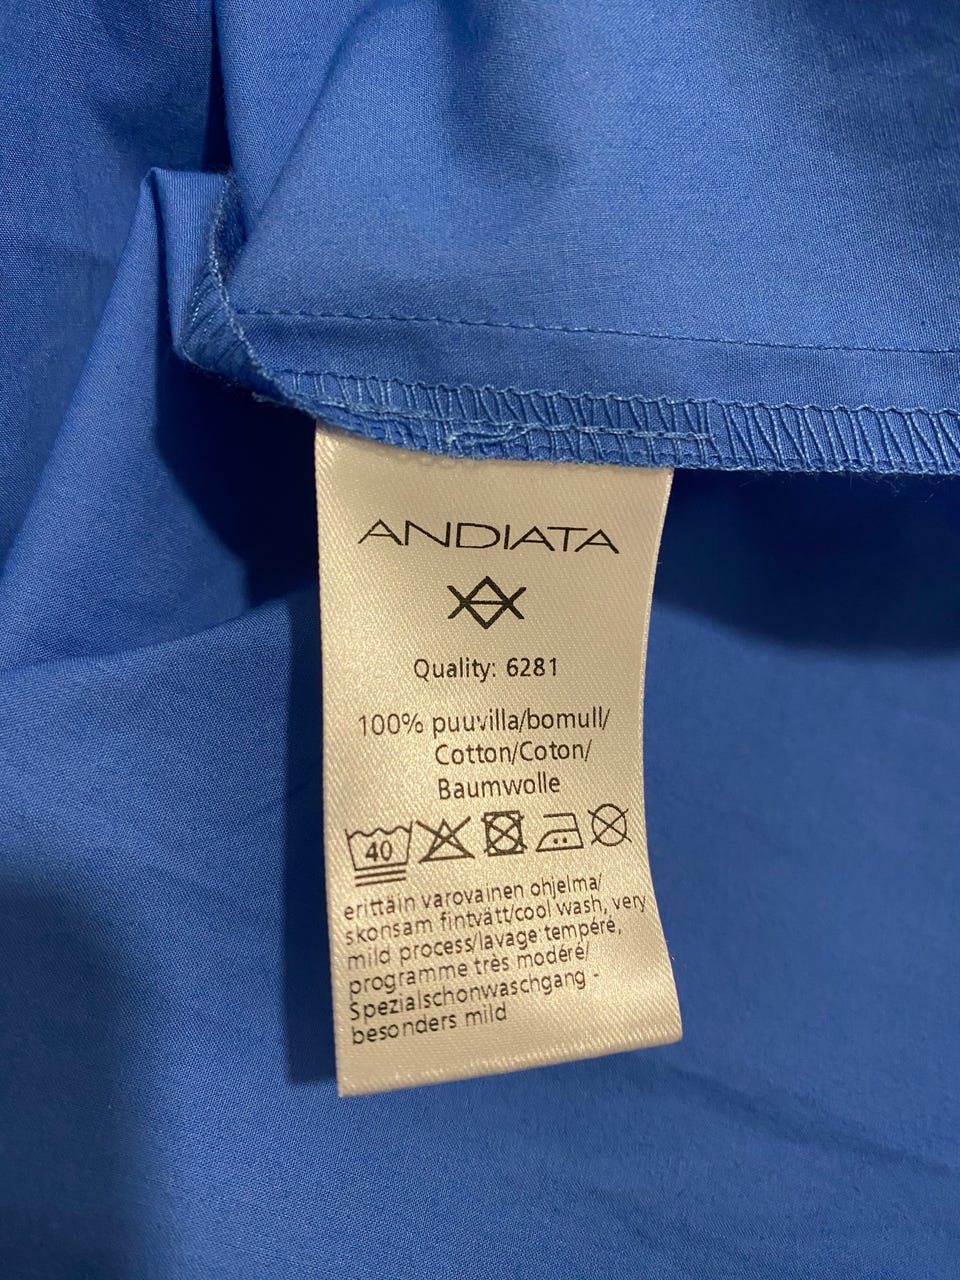 ANDIATA
Quality: 6281
100% puuvilla/bomull/
Cotton/Coton/
Baumwolle
40
erittäin varovainen ohjelma/
skonsam fintvätt/cool wash, very
mild process/lavage tempéré,
programme très modéré/
Spezialschonwaschgang -
besonders mild